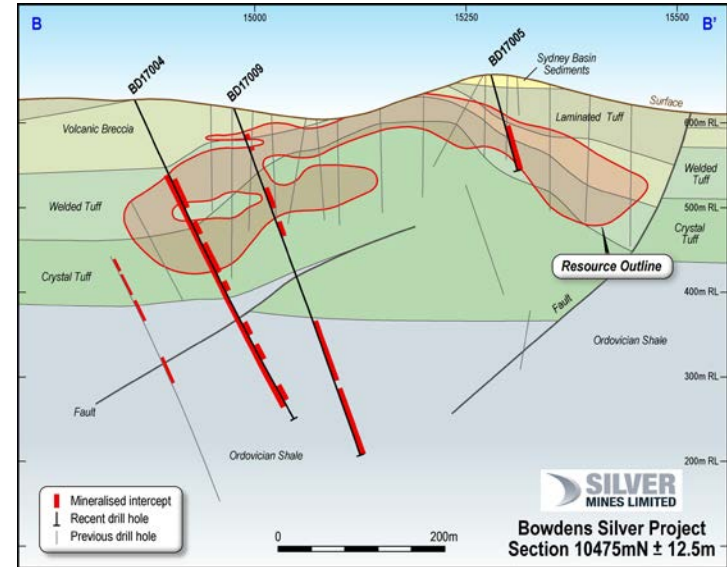 B
15000
15250
15500
B'
BD17004
BD17009
BD17005
Sydney Basin
Sediments
Surface
600m RL
Volcanic Breccia
Laminated Tuff
Welded Tuff
Welded
Tuff
500m RL
Crystal Tuff
Crystal
Tuff
Resource Outline
400m RL
Fault
Ordovician Shale
Fault
300m RL
Ordovician Shale
200m RL
Mineralised intercept
Recent drill hole
Previous drill hole
0
200m
SILVER
MINES LIMITED
Bowdens Silver Project
Section 10475mN ± 12.5m